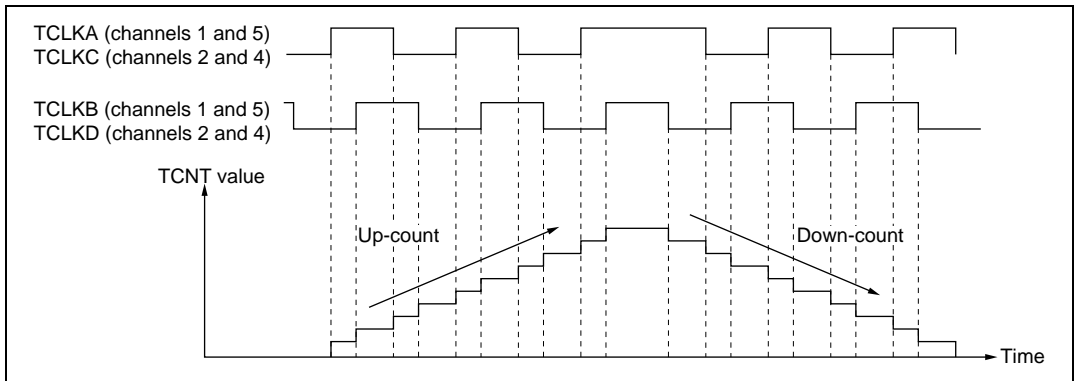 TCLKA (channels 1 and 5)
TCLKC (channels 2 and 4)
TCLKB (channels 1 and 5)
TCLKD (channels 2 and 4)
TCNT value
Up-count
Down-count
Time